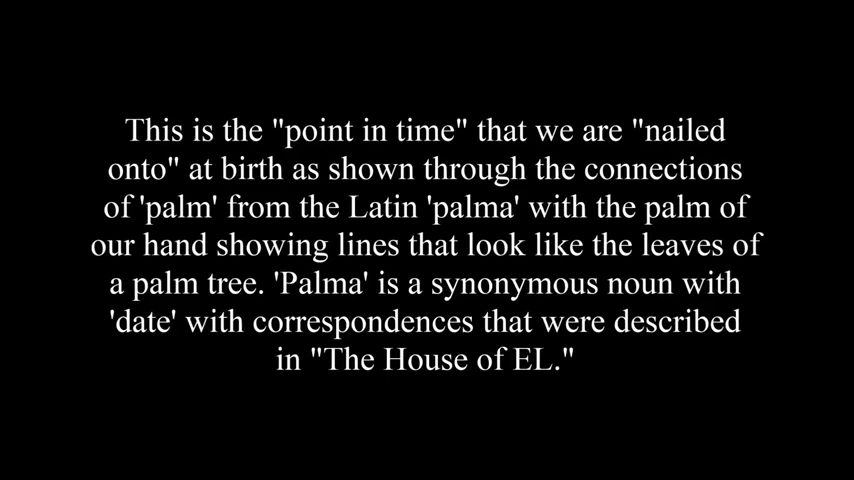 This is the "point in time" that we are "nailed
onto" at birth as shown through the connections
of 'palm' from the Latin 'palma' with the palm of
our hand showing lines that look like the leaves of
a palm tree. 'Palma' is a synonymous noun with
'date' with correspondences that were described
in "The House of EL."